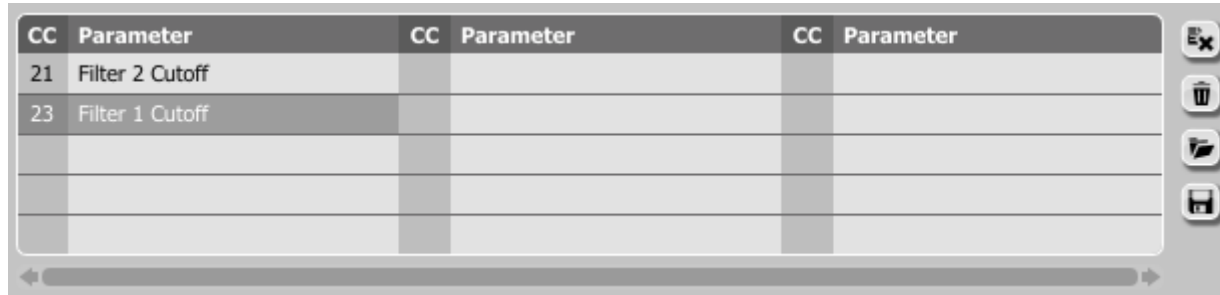 CC Parameter CC Parameter CC Parameter
21 Filter 2 Cutoff
23 Filter 1 Cutoff